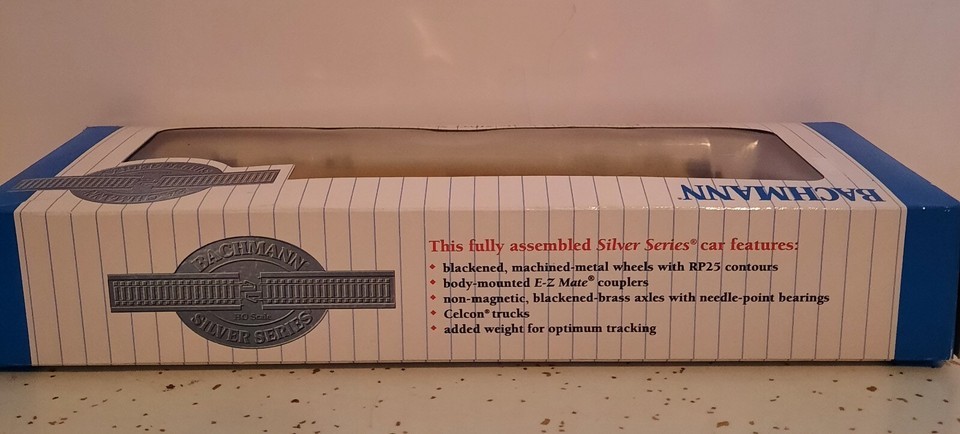 BACHMANN
BACHMANN
HO Scale
SILVER SERIES
This fully assembled Silver Series® car features:
blackened, machined-metal wheels with RP25 contours
body-mounted E-Z Mate® couplers
non-magnetic, blackened-brass axles with needle-point bearings
Celcon® trucks
added weight for optimum tracking